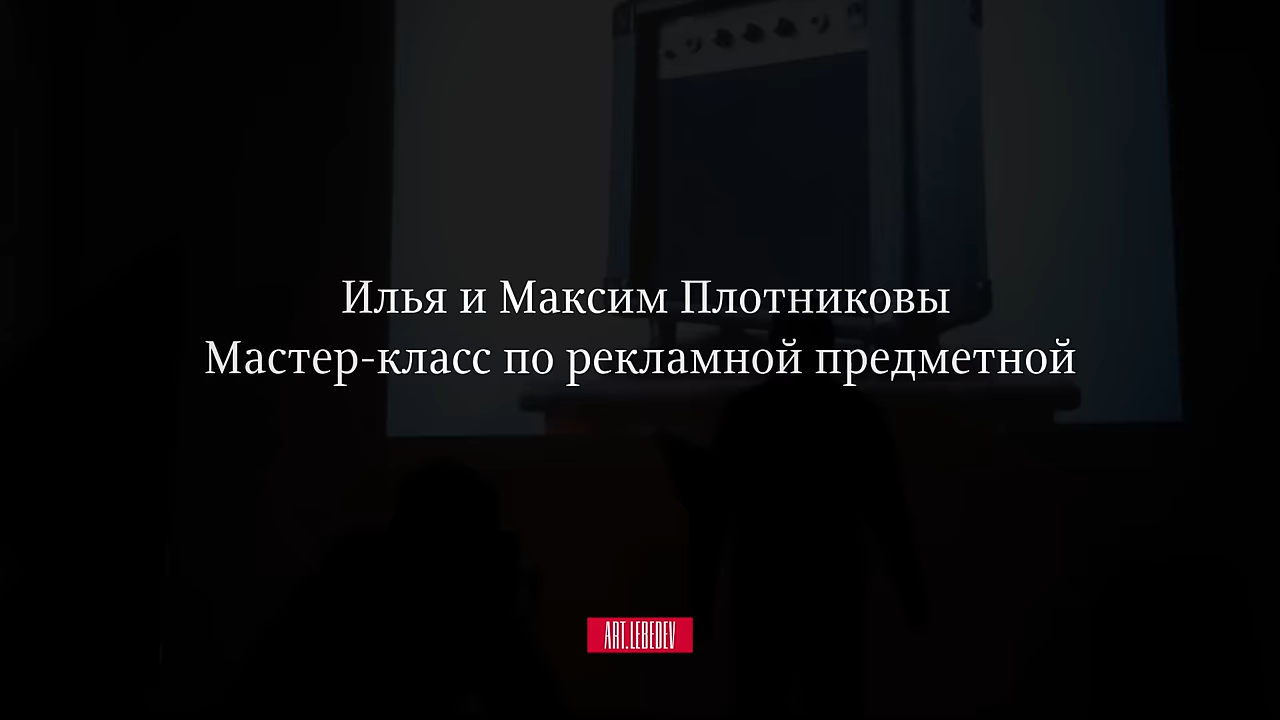 Илья и Максим Плотниковы
Мастер-класс по рекламной предметной
ART.LEBEDEV